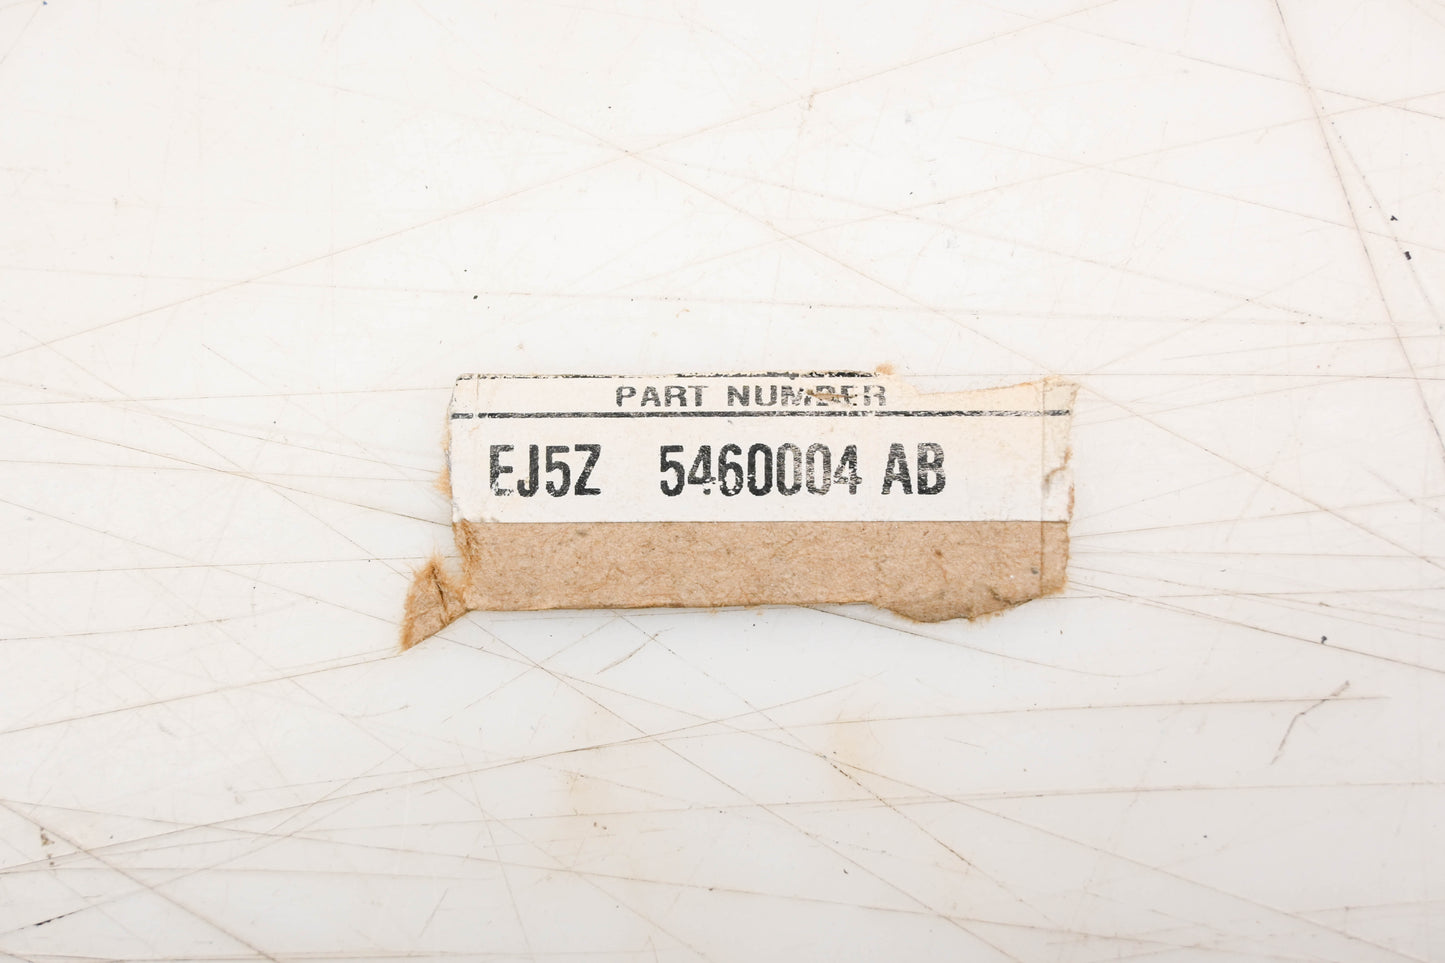 PART NUMBER
EJ5Z 5460004 AB